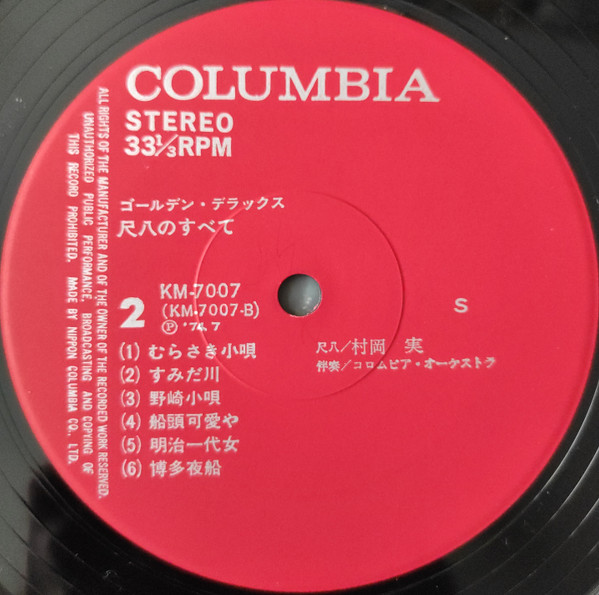 COLUMBIA
STEREO
33⅓RPM
ゴールデン・デラックス
尺八のすべて
2
KM-7007
(KM-7007-B)
Ⓟ '74.7
S
(1) むらさき小唄
(2) すみだ川
(3) 野崎小唄
(4) 船頭可愛や
(5) 明治一代女
(6) 博多夜船
尺八/村岡 実
伴奏/コロムビア・オーケストラ
ALL RIGHTS OF THE MANUFACTURER AND OF THE OWNER OF THE RECORDED WORK RESERVED.
UNAUTHORIZED PUBLIC PERFORMANCE, BROADCASTING AND COPYING OF
THIS RECORD PROHIBITED. MADE BY NIPPON COLUMBIA CO., LTD.